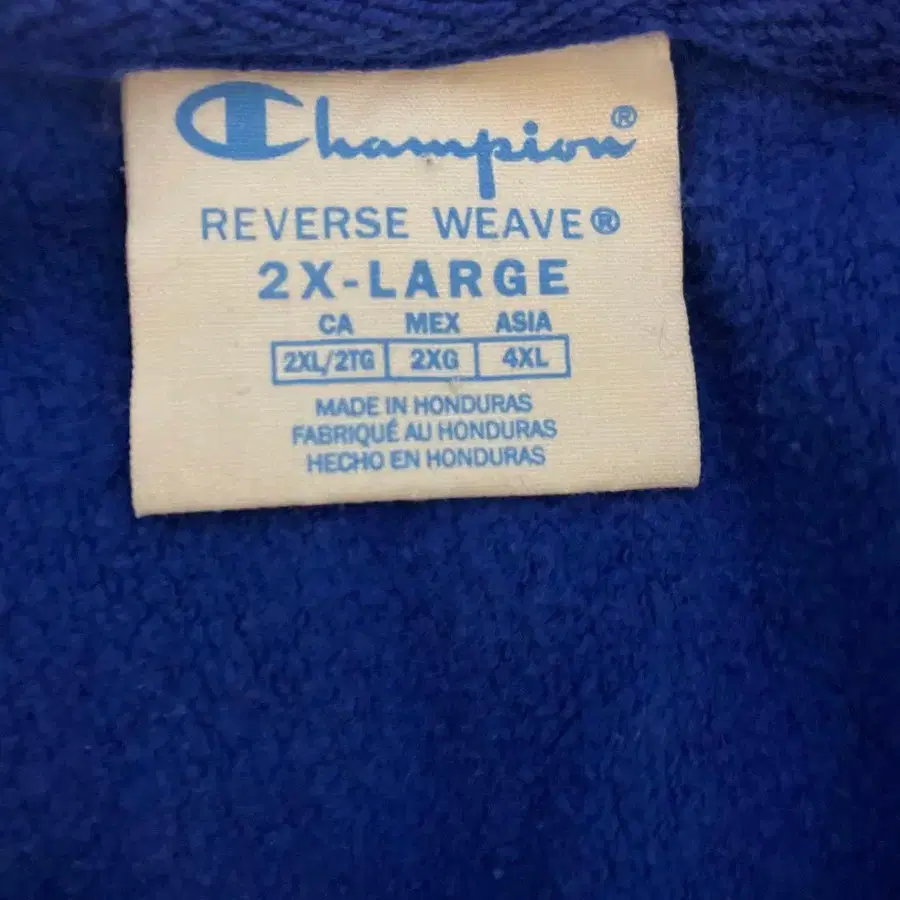 Champion®
REVERSE WEAVE®
2X-LARGE
CA MEX ASIA
2XL/2TG 2XG 4XL
MADE IN HONDURAS
FABRIQUÉ AU HONDURAS
HECHO EN HONDURAS